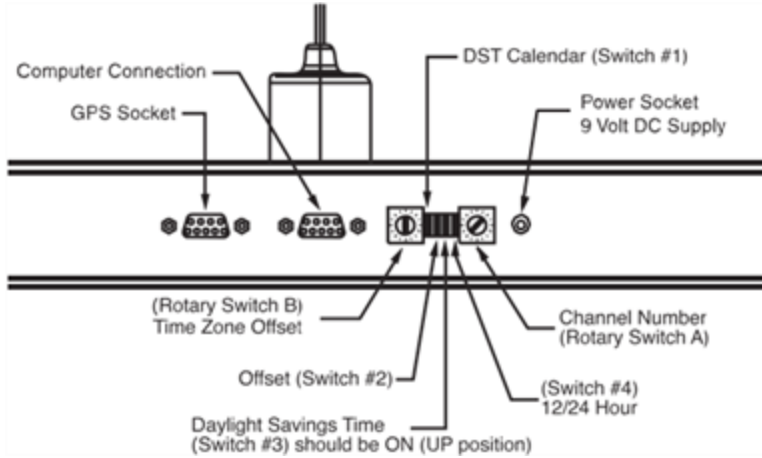 DST Calendar (Switch #1)
Computer Connection
GPS Socket
Power Socket
9 Volt DC Supply
(Rotary Switch B)
Time Zone Offset
Channel Number
(Rotary Switch A)
Offset (Switch #2)
(Switch #4)
12/24 Hour
Daylight Savings Time
(Switch #3) should be ON (UP position)